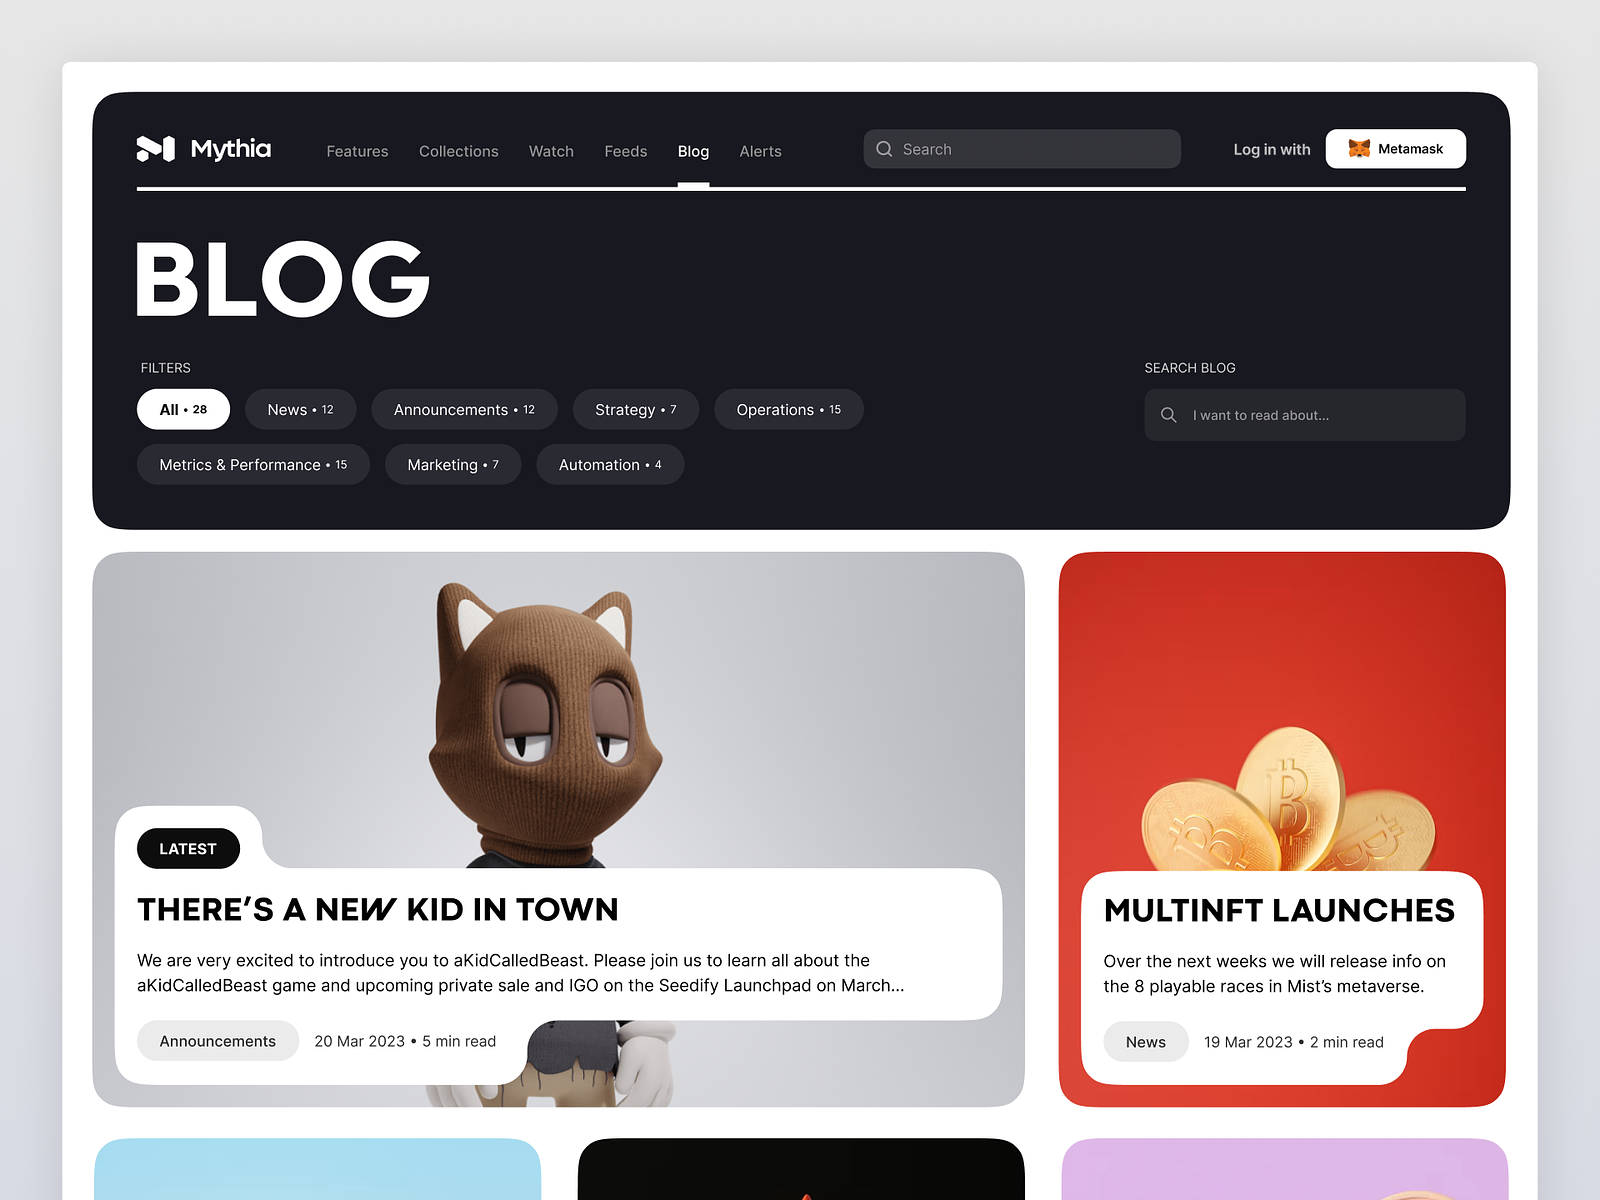 Mythia
Features Collections Watch Feeds Blog Alerts
Search
Log in with
Metamask
BLOG
FILTERS
All • 28
News • 12
Announcements • 12
Strategy • 7
Operations • 15
Metrics & Performance • 15
Marketing • 7
Automation • 4
SEARCH BLOG
I want to read about...
LATEST
THERE’S A NEW KID IN TOWN
We are very excited to introduce you to aKidCalledBeast. Please join us to learn all about the
aKidCalledBeast game and upcoming private sale and IGO on the Seedify Launchpad on March...
Announcements
20 Mar 2023 • 5 min read
MULTINFT LAUNCHES
Over the next weeks we will release info on
the 8 playable races in Mist’s metaverse.
News
19 Mar 2023 • 2 min read